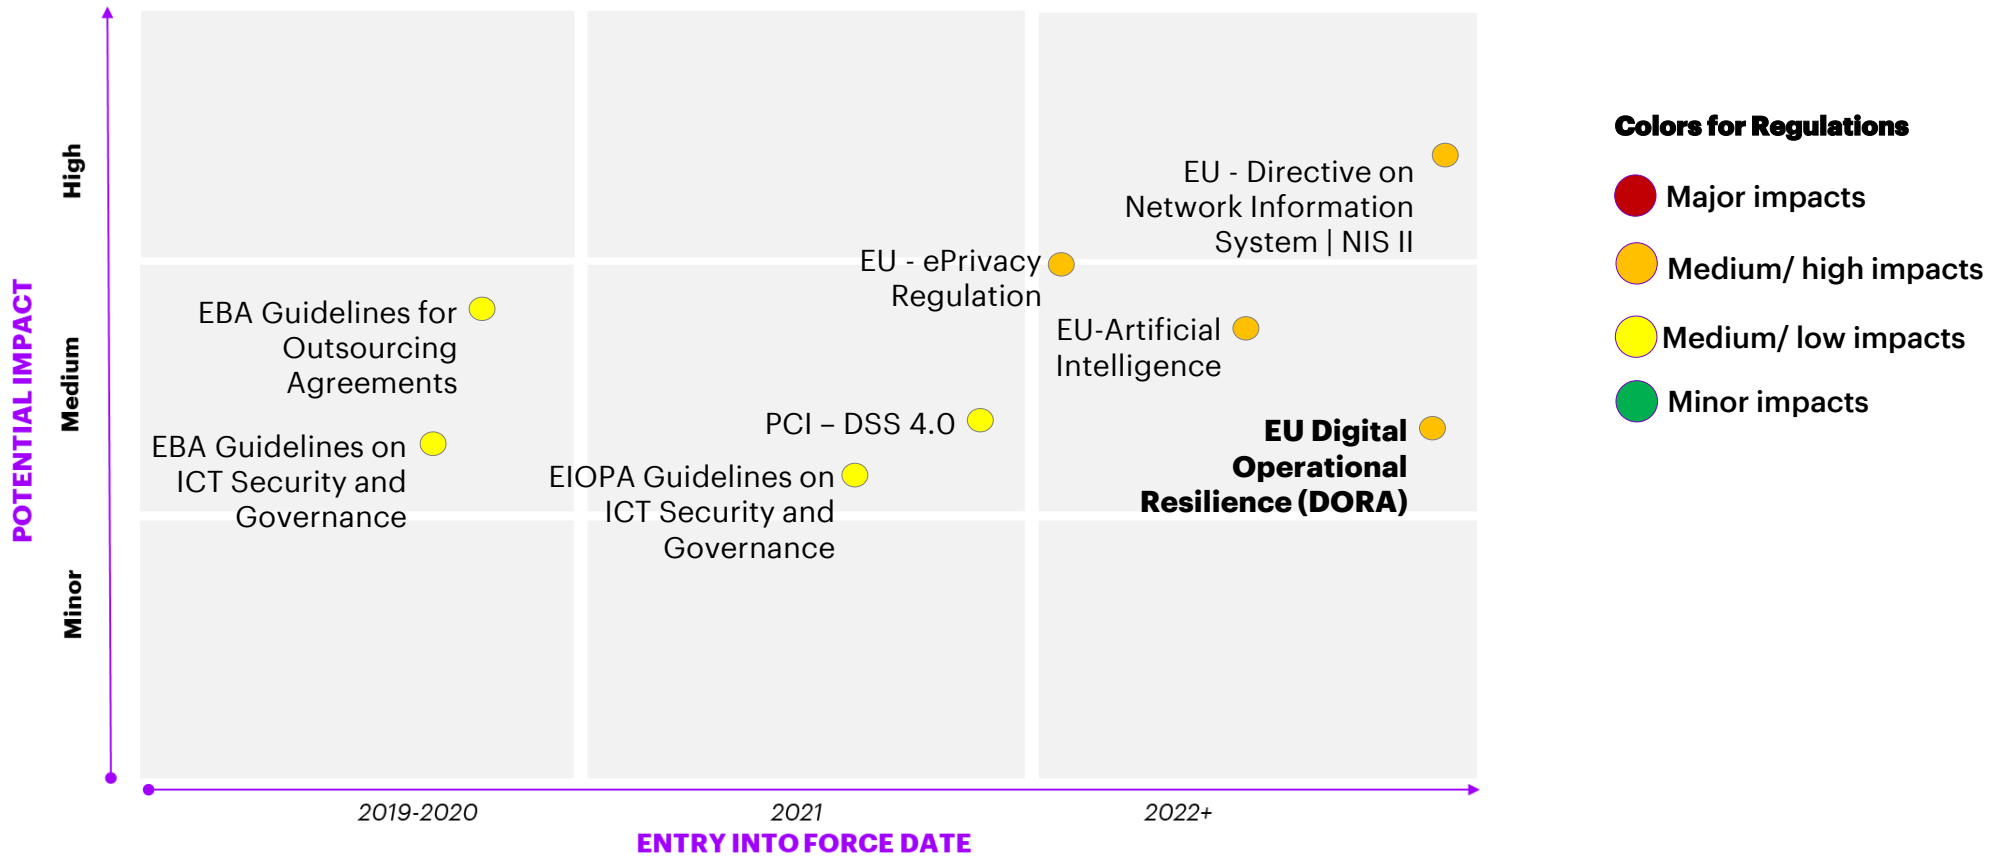 POTENTIAL IMPACT
High
Medium
Minor
EU - Directive on
Network Information
System | NIS II
EU - ePrivacy
Regulation
EBA Guidelines for
Outsourcing
Agreements
EU-Artificial
Intelligence
PCI – DSS 4.0
EU Digital
Operational
Resilience (DORA)
EBA Guidelines on
ICT Security and
Governance
EIOPA Guidelines on
ICT Security and
Governance
2019-2020
2021
2022+
ENTRY INTO FORCE DATE
Colors for Regulations
Major impacts
Medium/ high impacts
Medium/ low impacts
Minor impacts